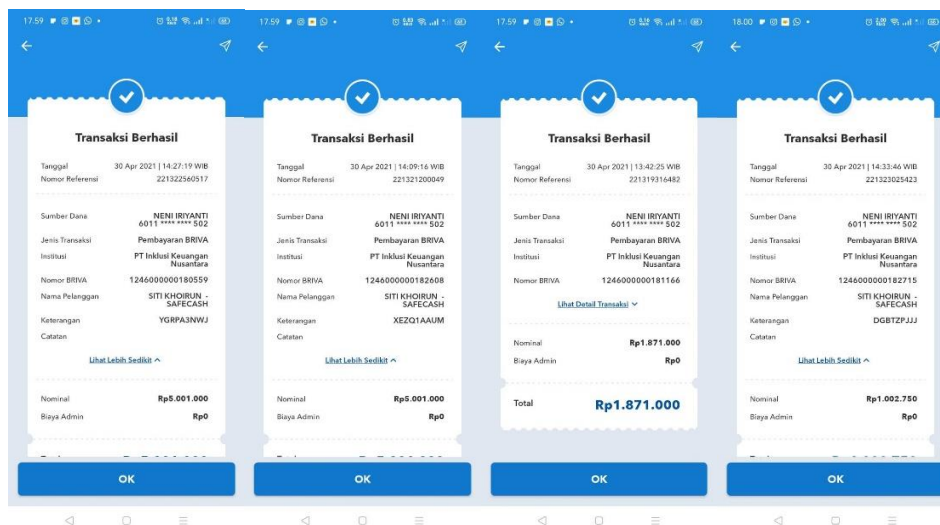 17.59
Transaksi Berhasil
Tanggal 30 Apr 2021 | 14:27:19 WIB
Nomor Referensi 221322560517
Sumber Dana NENI IRIYANTI
6011 **** **** 502
Jenis Transaksi Pembayaran BRIVA
Institusi PT Inklusi Keuangan
Nusantara
Nomor BRIVA 1246000000180559
Nama Pelanggan SITI KHOIRUN -
SAFECASH
Keterangan YGRPA3NWJ
Catatan
Lihat Lebih Sedikit
Nominal Rp5.001.000
Biaya Admin Rp0
OK
17.59
Transaksi Berhasil
Tanggal 30 Apr 2021 | 14:09:16 WIB
Nomor Referensi 221321200049
Sumber Dana NENI IRIYANTI
6011 **** **** 502
Jenis Transaksi Pembayaran BRIVA
Institusi PT Inklusi Keuangan
Nusantara
Nomor BRIVA 1246000000182608
Nama Pelanggan SITI KHOIRUN -
SAFECASH
Keterangan XEZQ1AAUM
Catatan
Lihat Lebih Sedikit
Nominal Rp5.001.000
Biaya Admin Rp0
OK
17.59
Transaksi Berhasil
Tanggal 30 Apr 2021 | 13:42:25 WIB
Nomor Referensi 221319316482
Sumber Dana NENI IRIYANTI
6011 **** **** 502
Jenis Transaksi Pembayaran BRIVA
Institusi PT Inklusi Keuangan
Nusantara
Nomor BRIVA 1246000000181166
Lihat Detail Transaksi
Nominal Rp1.871.000
Biaya Admin Rp0
Total Rp1.871.000
OK
18.00
Transaksi Berhasil
Tanggal 30 Apr 2021 | 14:33:46 WIB
Nomor Referensi 221323025423
Sumber Dana NENI IRIYANTI
6011 **** **** 502
Jenis Transaksi Pembayaran BRIVA
Institusi PT Inklusi Keuangan
Nusantara
Nomor BRIVA 1246000000182715
Nama Pelanggan SITI KHOIRUN -
SAFECASH
Keterangan DGBTZPJJJ
Catatan
Lihat Lebih Sedikit
Nominal Rp1.002.750
Biaya Admin Rp0
OK